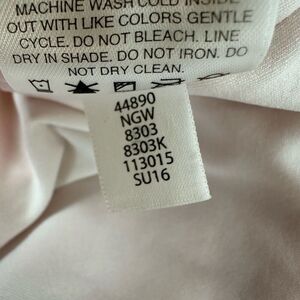 MACHINE WASH COLD INSIDE
OUT WITH LIKE COLORS GENTLE
CYCLE. DO NOT BLEACH. LINE
DRY IN SHADE. DO NOT IRON. DO
NOT DRY CLEAN.
44890
NGW
8303
8303K
113015
SU16